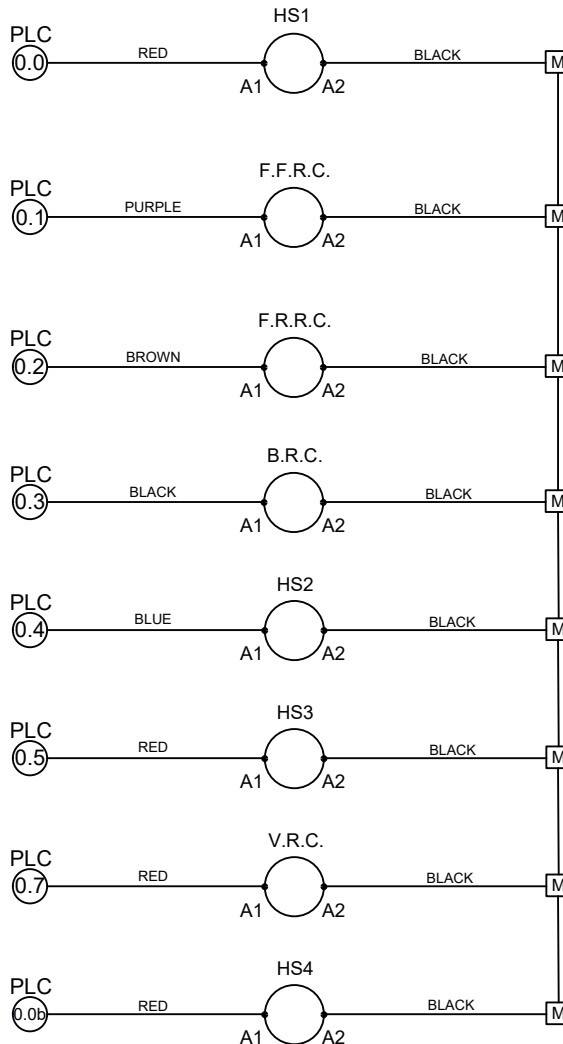 HS1
PLC
0.0
RED
BLACK
A1
A2
M
F.F.R.C.
PLC
0.1
PURPLE
BLACK
A1
A2
M
F.R.R.C.
PLC
0.2
BROWN
BLACK
A1
A2
M
B.R.C.
PLC
0.3
BLACK
BLACK
A1
A2
M
HS2
PLC
0.4
BLUE
BLACK
A1
A2
M
HS3
PLC
0.5
RED
BLACK
A1
A2
M
V.R.C.
PLC
0.7
RED
BLACK
A1
A2
M
HS4
PLC
0.0b
RED
BLACK
A1
A2
M